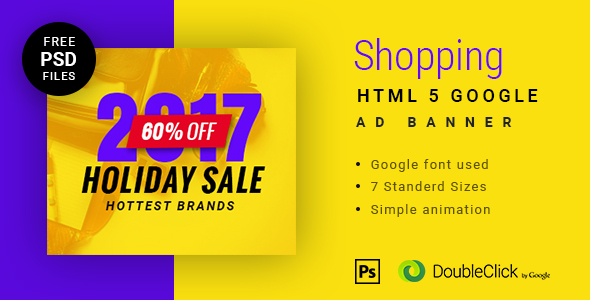 FREE
PSD
FILES
2017
60% OFF
HOLIDAY SALE
HOTTEST BRANDS
Shopping
HTML 5 GOOGLE
AD BANNER
• Google font used
• 7 Standerd Sizes
• Simple animation
Ps
DoubleClick by Google